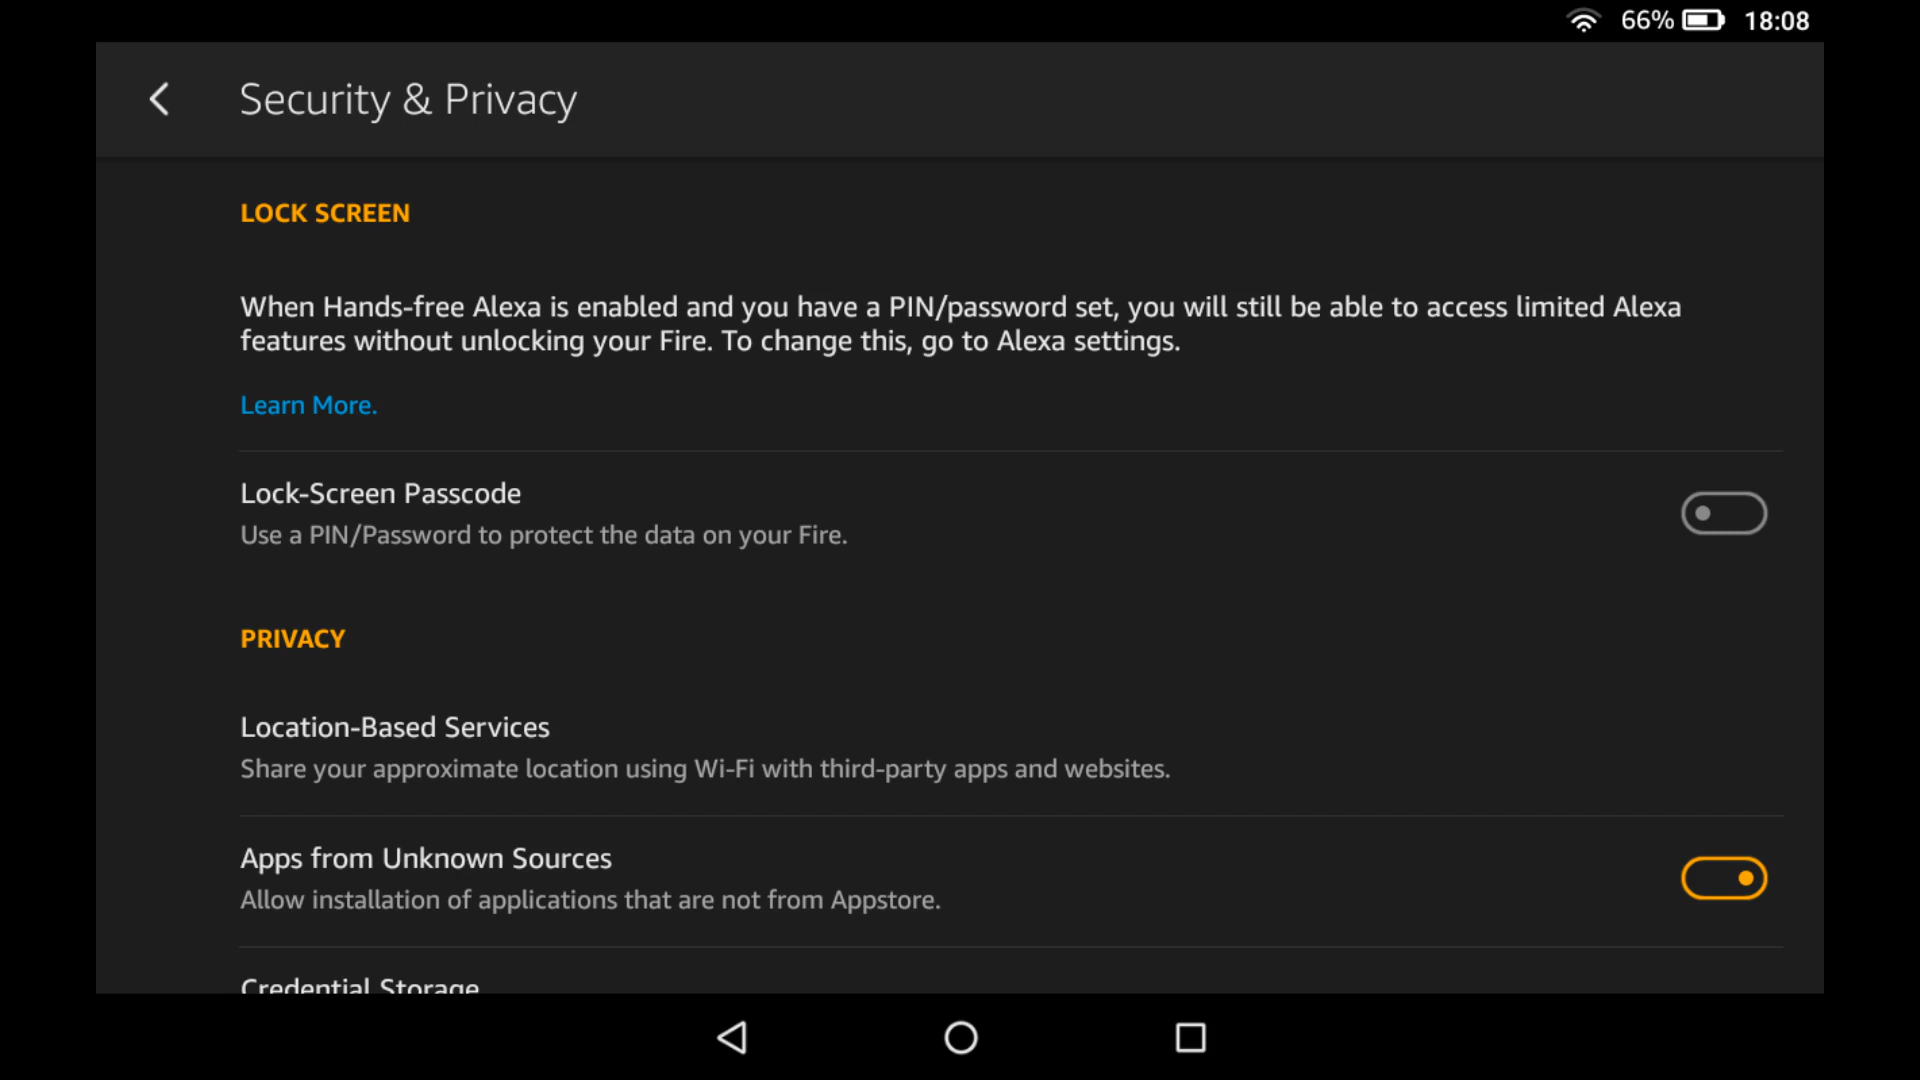 66% 18:08
Security & Privacy
LOCK SCREEN
When Hands-free Alexa is enabled and you have a PIN/password set, you will still be able to access limited Alexa
features without unlocking your Fire. To change this, go to Alexa settings.
Learn More.
Lock-Screen Passcode
Use a PIN/Password to protect the data on your Fire.
PRIVACY
Location-Based Services
Share your approximate location using Wi-Fi with third-party apps and websites.
Apps from Unknown Sources
Allow installation of applications that are not from Appstore.
Credential Storage